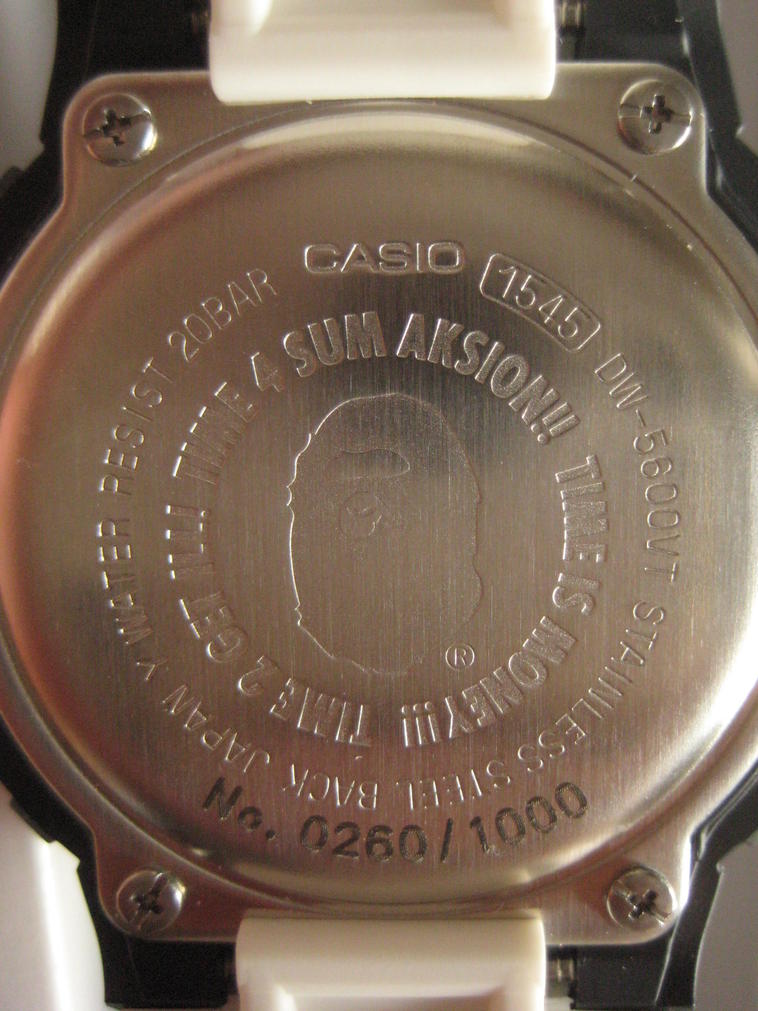 CASIO
1545
DW-5600VT STAINLESS STEEL BACK JAPAN Y WATER RESIST 20BAR
TIME 4 SUM AKSION!! TIME IS MONEY!!! TIME 2 GET ILL!
®
No. 0260/1000